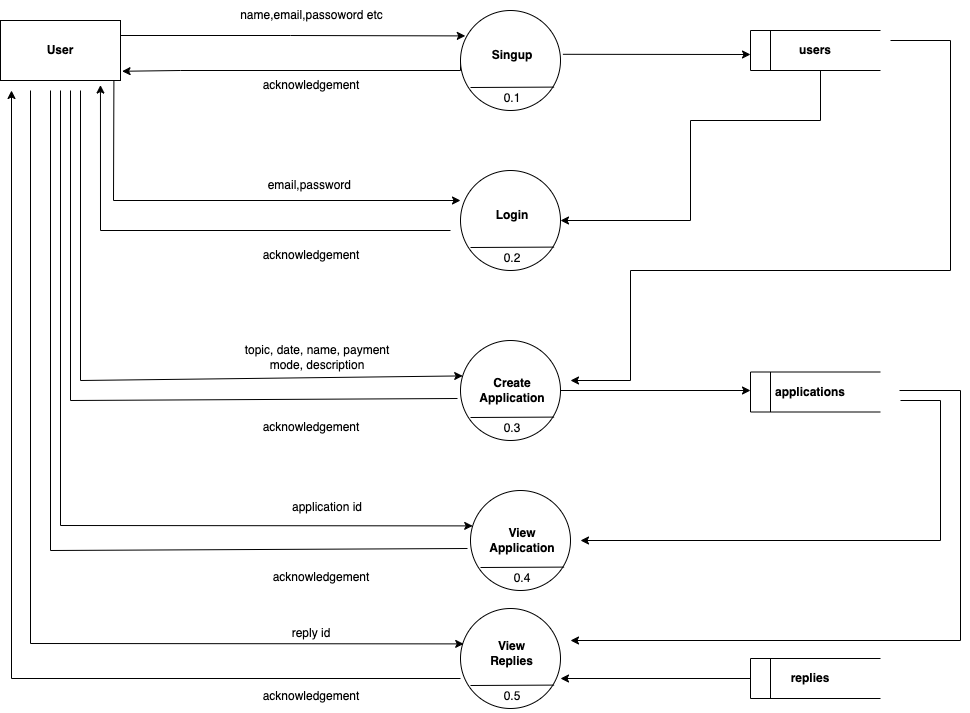 name,email,passoword etc
User
Singup
users
acknowledgement
0.1
email,password
Login
acknowledgement
0.2
topic, date, name, payment
mode, description
Create
Application
applications
acknowledgement
0.3
application id
View
Application
acknowledgement
0.4
reply id
View
Replies
replies
acknowledgement
0.5